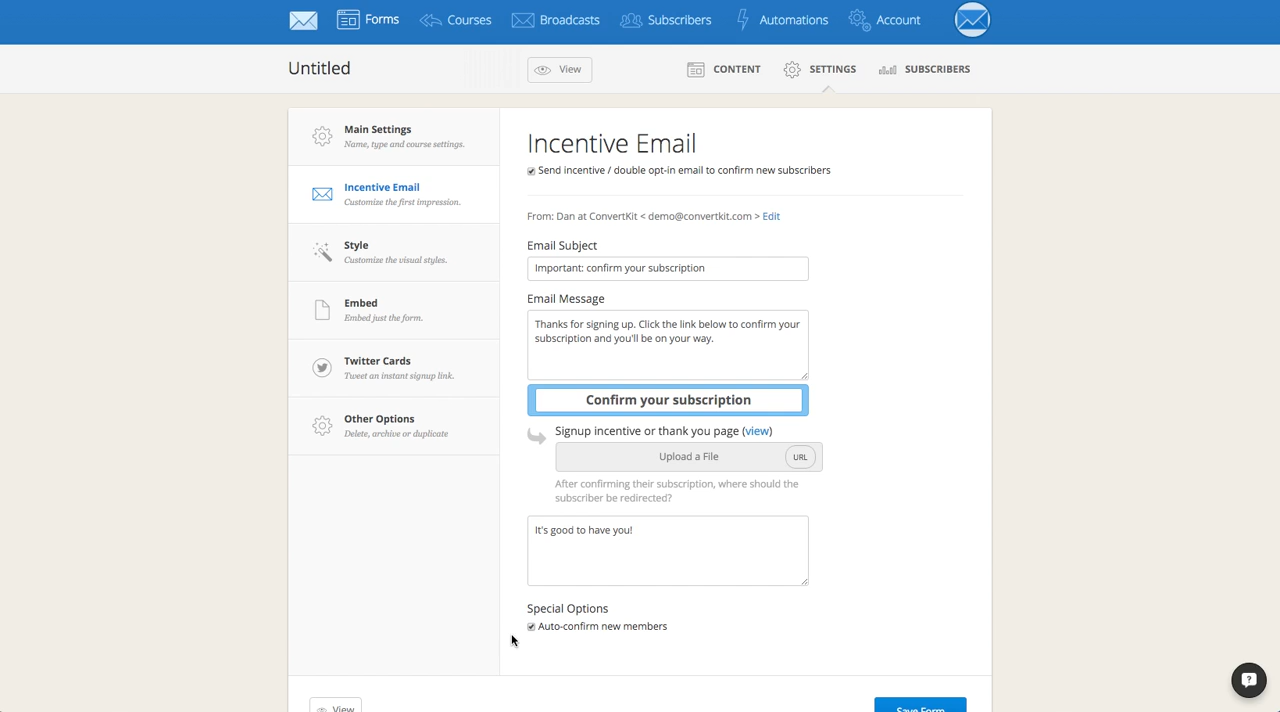 Forms
Courses
Broadcasts
Subscribers
Automations
Account
Untitled
View
CONTENT
SETTINGS
SUBSCRIBERS
Main Settings
Name, type and course settings.
Incentive Email
Customize the first impression.
Style
Customize the visual styles.
Embed
Embed just the form.
Twitter Cards
Tweet an instant signup link.
Other Options
Delete, archive or duplicate
Incentive Email
Send incentive / double opt-in email to confirm new subscribers
From: Dan at ConvertKit < demo@convertkit.com > Edit
Email Subject
Important: confirm your subscription
Email Message
Thanks for signing up. Click the link below to confirm your
subscription and you'll be on your way.
Confirm your subscription
Signup incentive or thank you page (view)
Upload a File
URL
After confirming their subscription, where should the
subscriber be redirected?
It's good to have you!
Special Options
Auto-confirm new members
View
Save Form